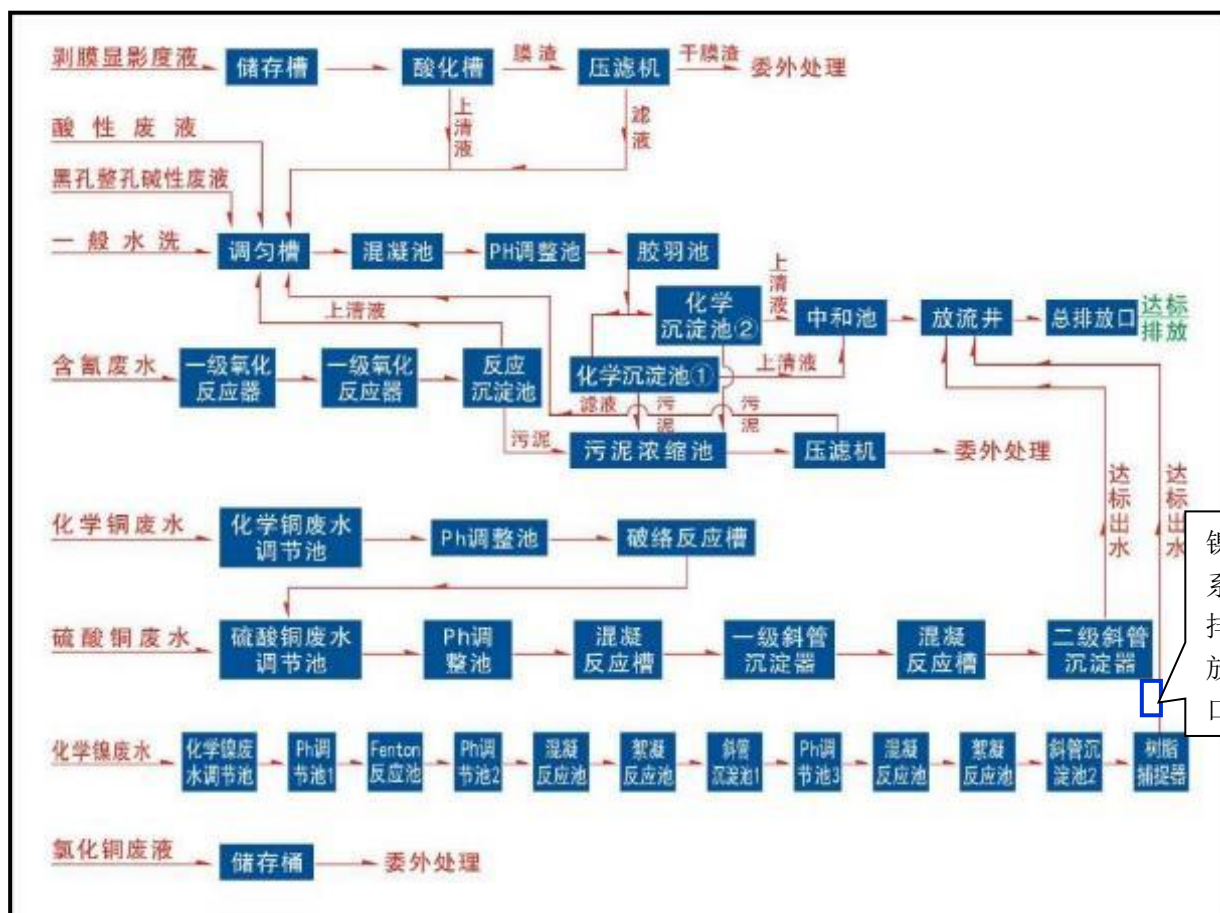 剥膜显影度液
储存槽
酸化槽
膜渣
压滤机
干膜渣
委外处理
上清液
滤液
酸性废液
黑孔整孔碱性废液
一般水洗
调匀槽
混凝池
PH调整池
胶羽池
化学
沉淀池②
上清液
中和池
放流井
总排放口
达标
排放
上清液
含氰废水
一级氧化
反应器
一级氧化
反应器
反应
沉淀池
化学沉淀池①
上清液
滤液
污泥
污泥
污泥
污泥浓缩池
压滤机
委外处理
达标出水
达标出水
化学铜废水
化学铜废水
调节池
Ph调整池
破络反应槽
硫酸铜废水
硫酸铜废水
调节池
Ph调
整池
混凝
反应槽
一级斜管
沉淀器
混凝
反应槽
二级斜管
沉淀器
系
放
口
化学镍废水
化学镍废
水调节池
Ph调
节池1
Fenton
反应池
Ph调
节池2
混凝
反应池
絮凝
反应池
斜管
沉淀池1
Ph调
节池3
混凝
反应池
絮凝
反应池
斜管沉
淀池2
树脂
捕捉器
氯化铜废液
储存桶
委外处理